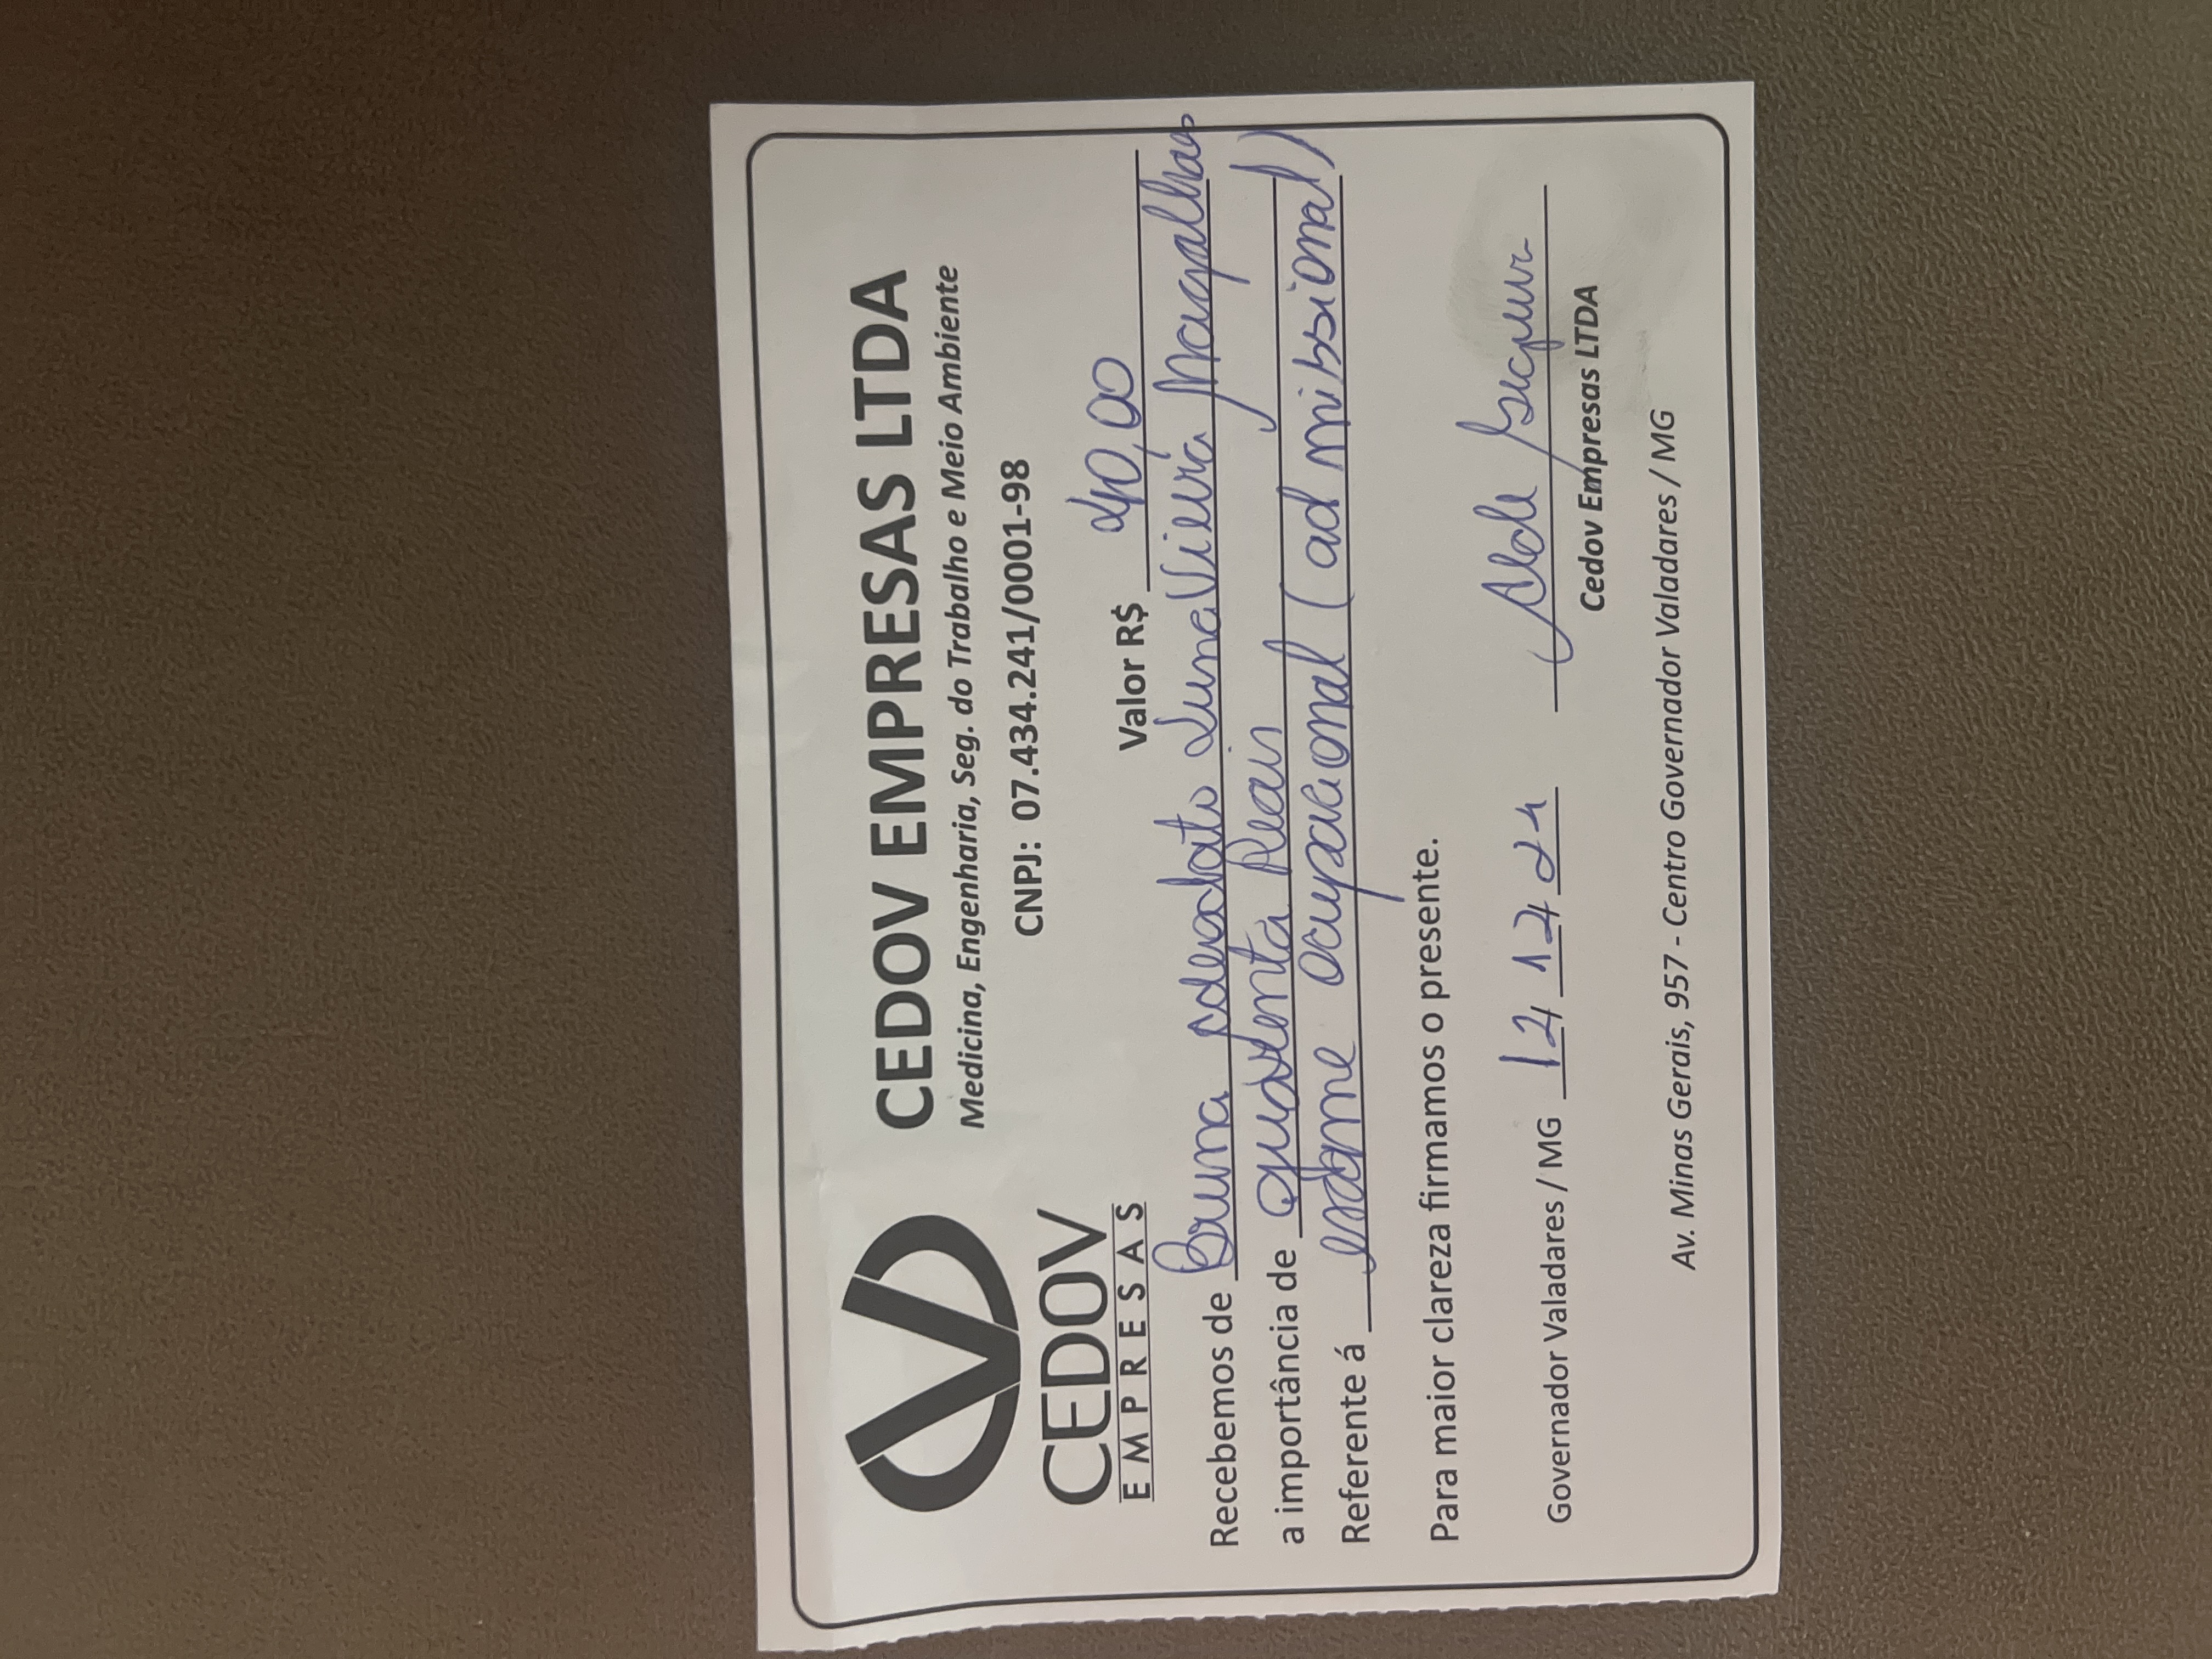 CEDOV EMPRESAS LTDA
Medicina, Engenharia, Seg. do Trabalho e Meio Ambiente
CNPJ: 07.434.241/0001-98
CEDOV
EMPRESAS
Valor R$ 40,00
Recebemos de Bruna Adeodato Luna Vieira Magalhaes
a importância de quarenta Reais
Referente á exame ocupacional (admissional)
Para maior clareza firmamos o presente.
Governador Valadares / MG 12/12/24
Cedov Empresas LTDA
Av. Minas Gerais, 957 - Centro Governador Valadares / MG